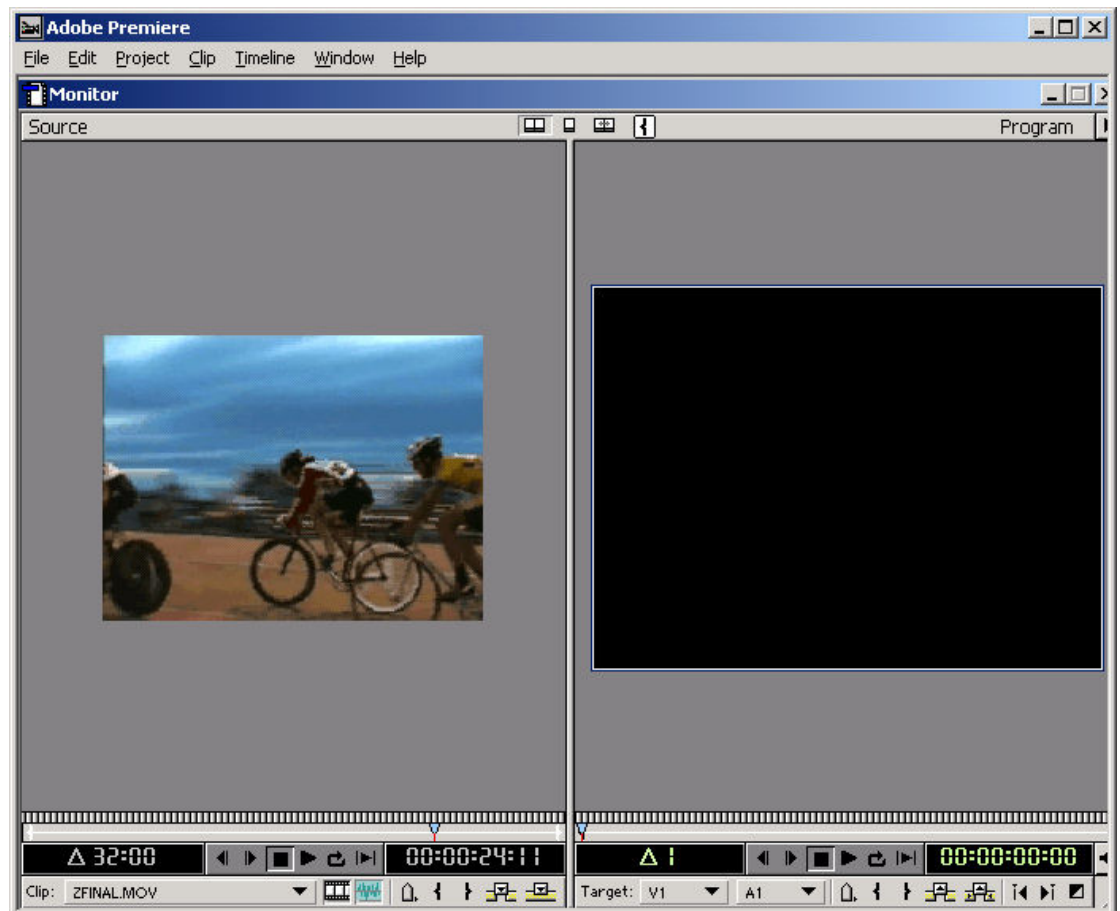 Adobe Premiere
File Edit Project Clip Timeline Window Help
Monitor
Source Program
Δ 32:00 00:00:24:11 Δ 1 00:00:00:00
Clip: ZFINAL.MOV Target: V1 A1